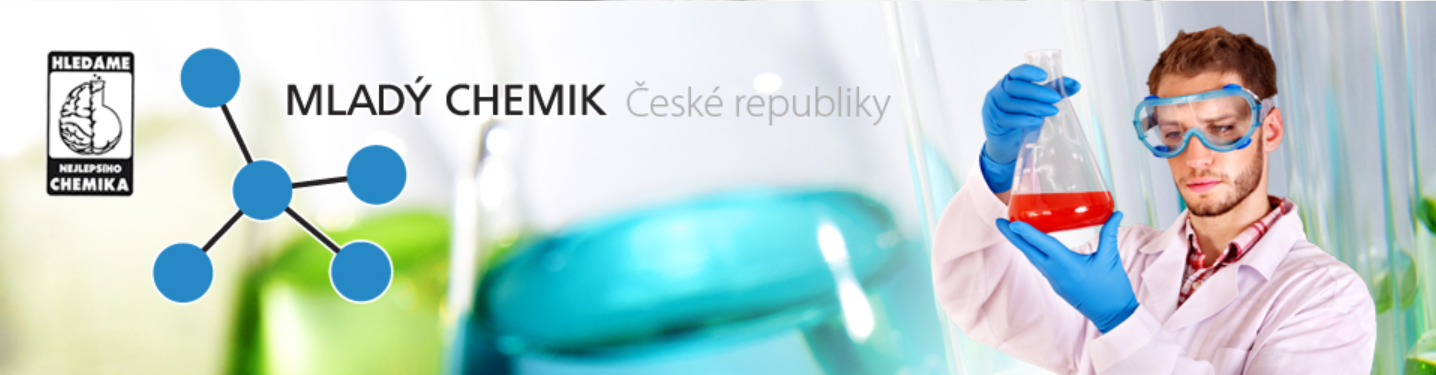 HLEDÁME
NEJLEPŠÍHO
CHEMIKA
MLADÝ CHEMIK České republiky